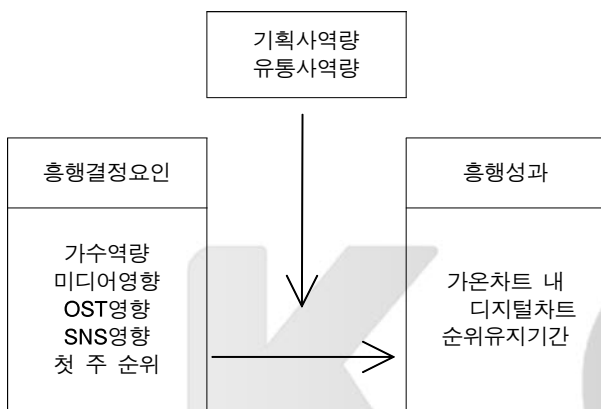 기획사역량
유통사역량
흥행결정요인
가수역량
미디어영향
OST영향
SNS영향
첫 주 순위
흥행성과
가온차트 내
디지털차트
순위유지기간